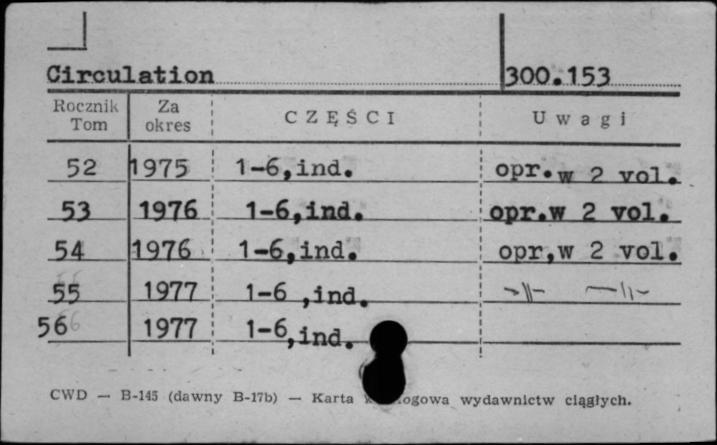 Circulation 300.153
Rocznik Tom Za okres CZĘŚCI Uwagi
52 1975 1-6,ind. opr.w 2 vol.
53 1976 1-6,ind. opr.w 2 vol.
54 1976 1-6,ind. opr,w 2 vol.
55 1977 1-6 ,ind. -//- -//-
56 1977 1-6,ind.
CWD — B-145 (dawny B-17b) — Karta wydawnictw ciągłych.